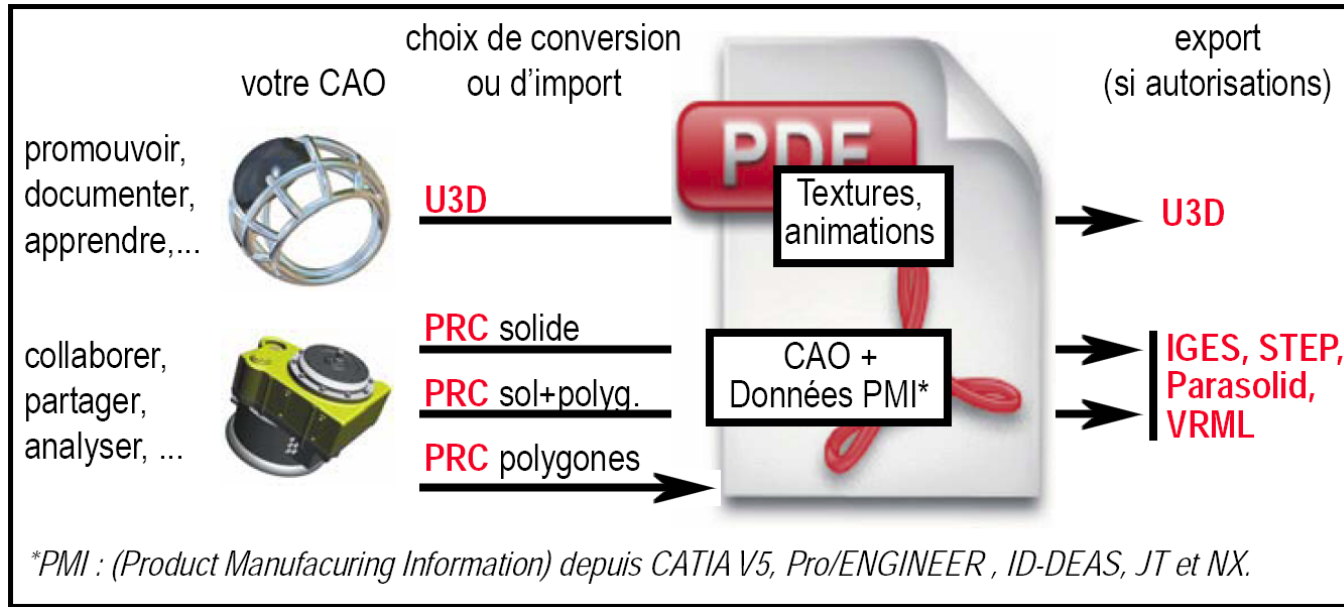 choix de conversion
ou d'import
votre CAO
export
(si autorisations)
promouvoir,
documenter,
apprendre,...
U3D
PDF
Textures,
animations
U3D
collaborer,
partager,
analyser, ...
PRC solide
PRC sol+polyg.
PRC polygones
CAO +
Données PMI*
IGES, STEP,
Parasolid,
VRML
*PMI : (Product Manufacuring Information) depuis CATIA V5, Pro/ENGINEER , ID-DEAS, JT et NX.